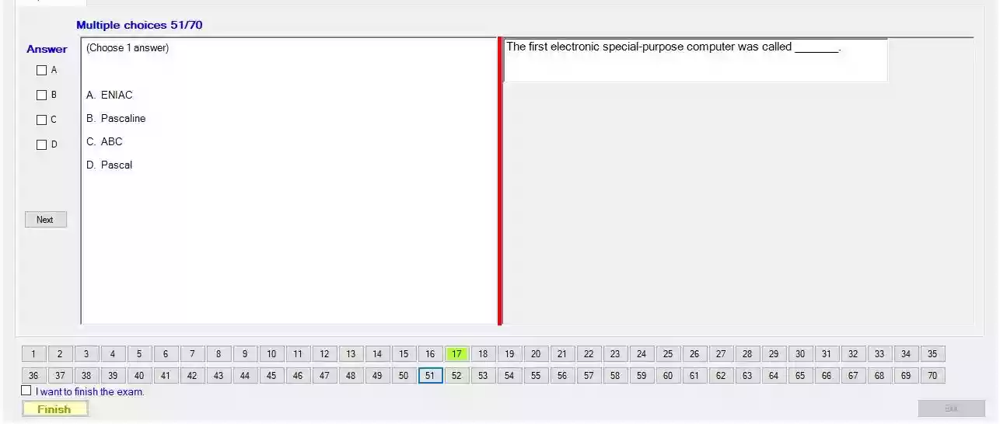 Multiple choices 51/70
Answer
(Choose 1 answer)
The first electronic special-purpose computer was called _______.
A
B
C
D
A. ENIAC
B. Pascaline
C. ABC
D. Pascal
Next
1 2 3 4 5 6 7 8 9 10 11 12 13 14 15 16 17 18 19 20 21 22 23 24 25 26 27 28 29 30 31 32 33 34 35
36 37 38 39 40 41 42 43 44 45 46 47 48 49 50 51 52 53 54 55 56 57 58 59 60 61 62 63 64 65 66 67 68 69 70
I want to finish the exam.
Finish
Exit